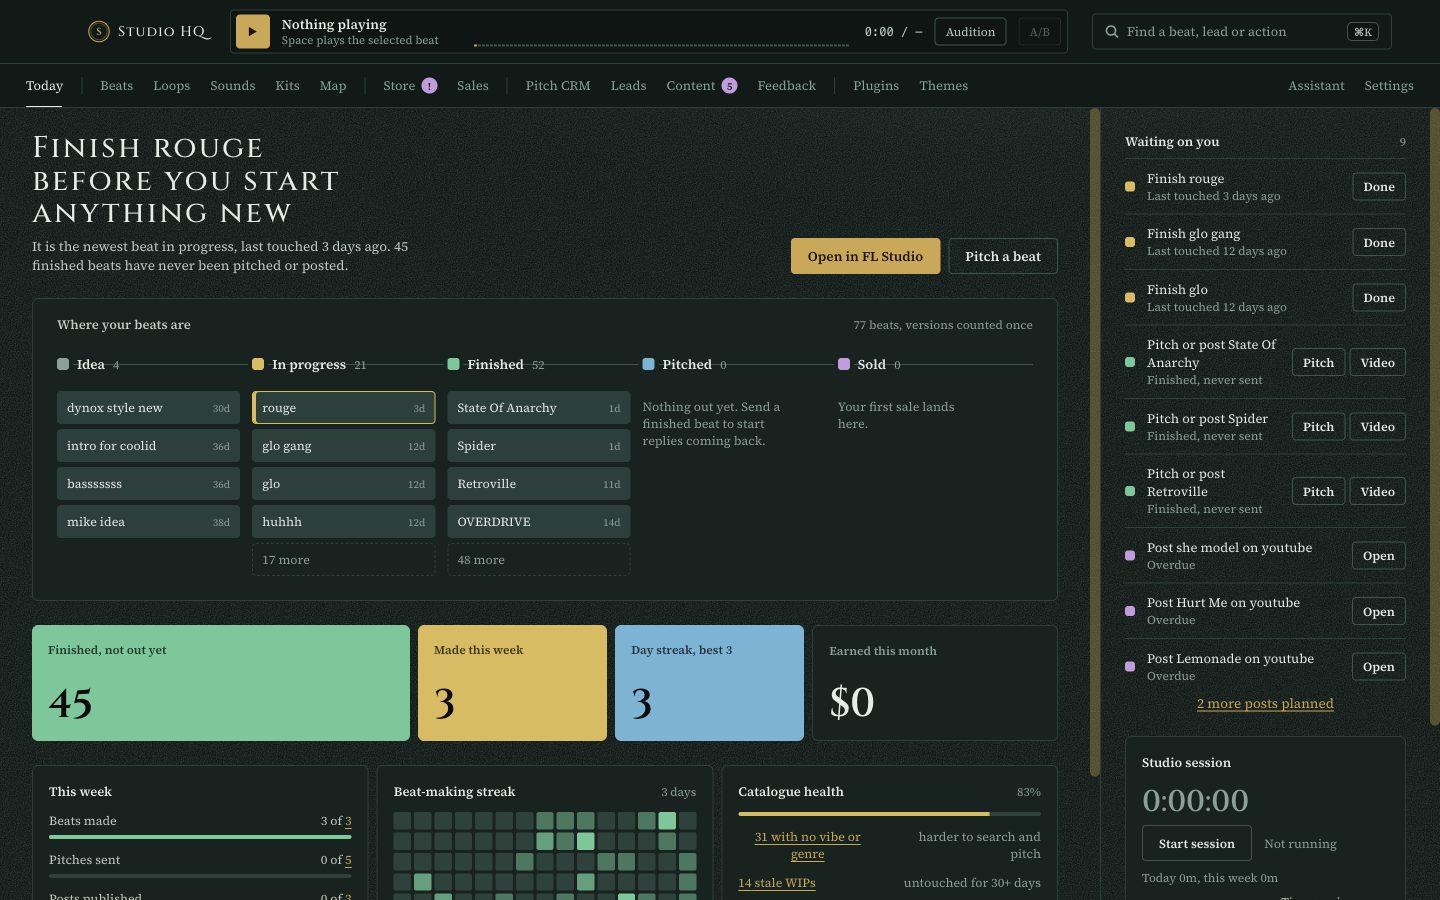 S STUDIO HQ
Nothing playing
Space plays the selected beat
0:00 / –
Audition
A/B
Find a beat, lead or action
⌘K
Today
Beats
Loops
Sounds
Kits
Map
Store !
Sales
Pitch CRM
Leads
Content 5
Feedback
Plugins
Themes
Assistant
Settings
FINISH ROUGE
BEFORE YOU START
ANYTHING NEW
It is the newest beat in progress, last touched 3 days ago. 45
finished beats have never been pitched or posted.
Open in FL Studio
Pitch a beat
Where your beats are
77 beats, versions counted once
Idea 4
dynox style new 30d
intro for coolid 36d
basssssss 36d
mike idea 38d
In progress 21
rouge 3d
glo gang 12d
glo 12d
huhhh 12d
17 more
Finished 52
State Of Anarchy 1d
Spider 1d
Retroville 11d
OVERDRIVE 14d
48 more
Pitched 0
Nothing out yet. Send a
finished beat to start
replies coming back.
Sold 0
Your first sale lands
here.
Finished, not out yet
45
Made this week
3
Day streak, best 3
3
Earned this month
$0
This week
Beats made 3 of 3
Pitches sent 0 of 5
Posts published 0 of 3
Beat-making streak 3 days
Catalogue health 83%
31 with no vibe or
genre
harder to search and
pitch
14 stale WIPs untouched for 30+ days
Waiting on you 9
Finish rouge
Last touched 3 days ago
Done
Finish glo gang
Last touched 12 days ago
Done
Finish glo
Last touched 12 days ago
Done
Pitch or post State Of
Anarchy
Finished, never sent
Pitch Video
Pitch or post Spider
Finished, never sent
Pitch Video
Pitch or post
Retroville
Finished, never sent
Pitch Video
Post she model on youtube
Overdue
Open
Post Hurt Me on youtube
Overdue
Open
Post Lemonade on youtube
Overdue
Open
2 more posts planned
Studio session
0:00:00
Start session
Not running
Today 0m, this week 0m